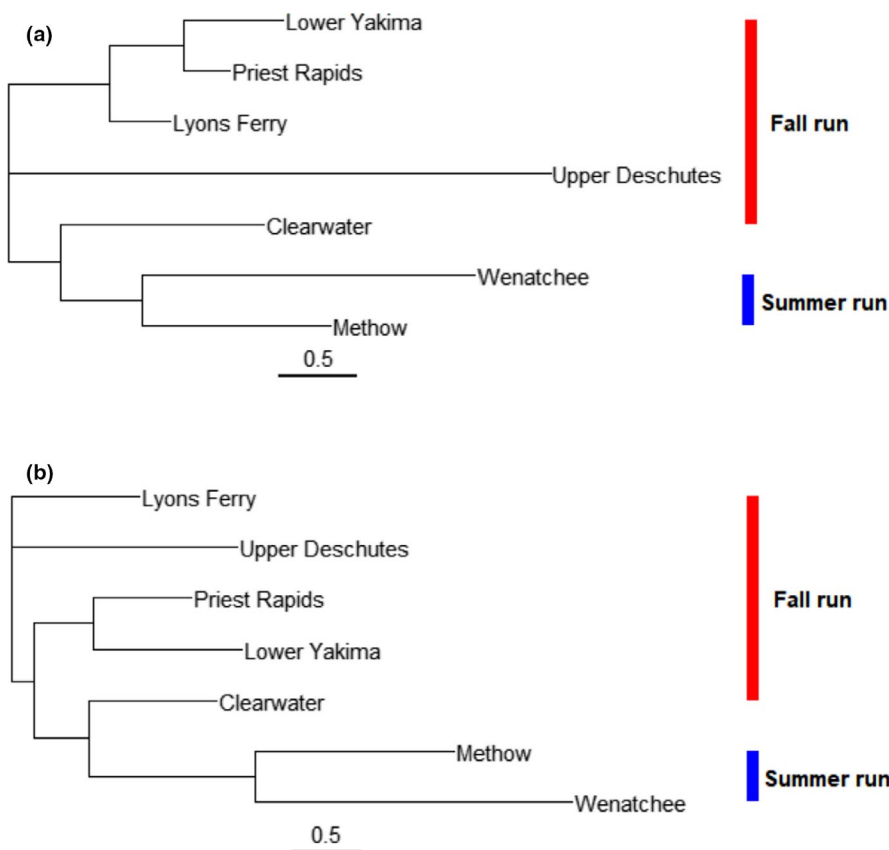 (a)
Lower Yakima
Priest Rapids
Lyons Ferry
Fall run
Upper Deschutes
Clearwater
Wenatchee
Summer run
Methow
0.5
(b)
Lyons Ferry
Upper Deschutes
Priest Rapids
Fall run
Lower Yakima
Clearwater
Methow
Summer run
Wenatchee
0.5